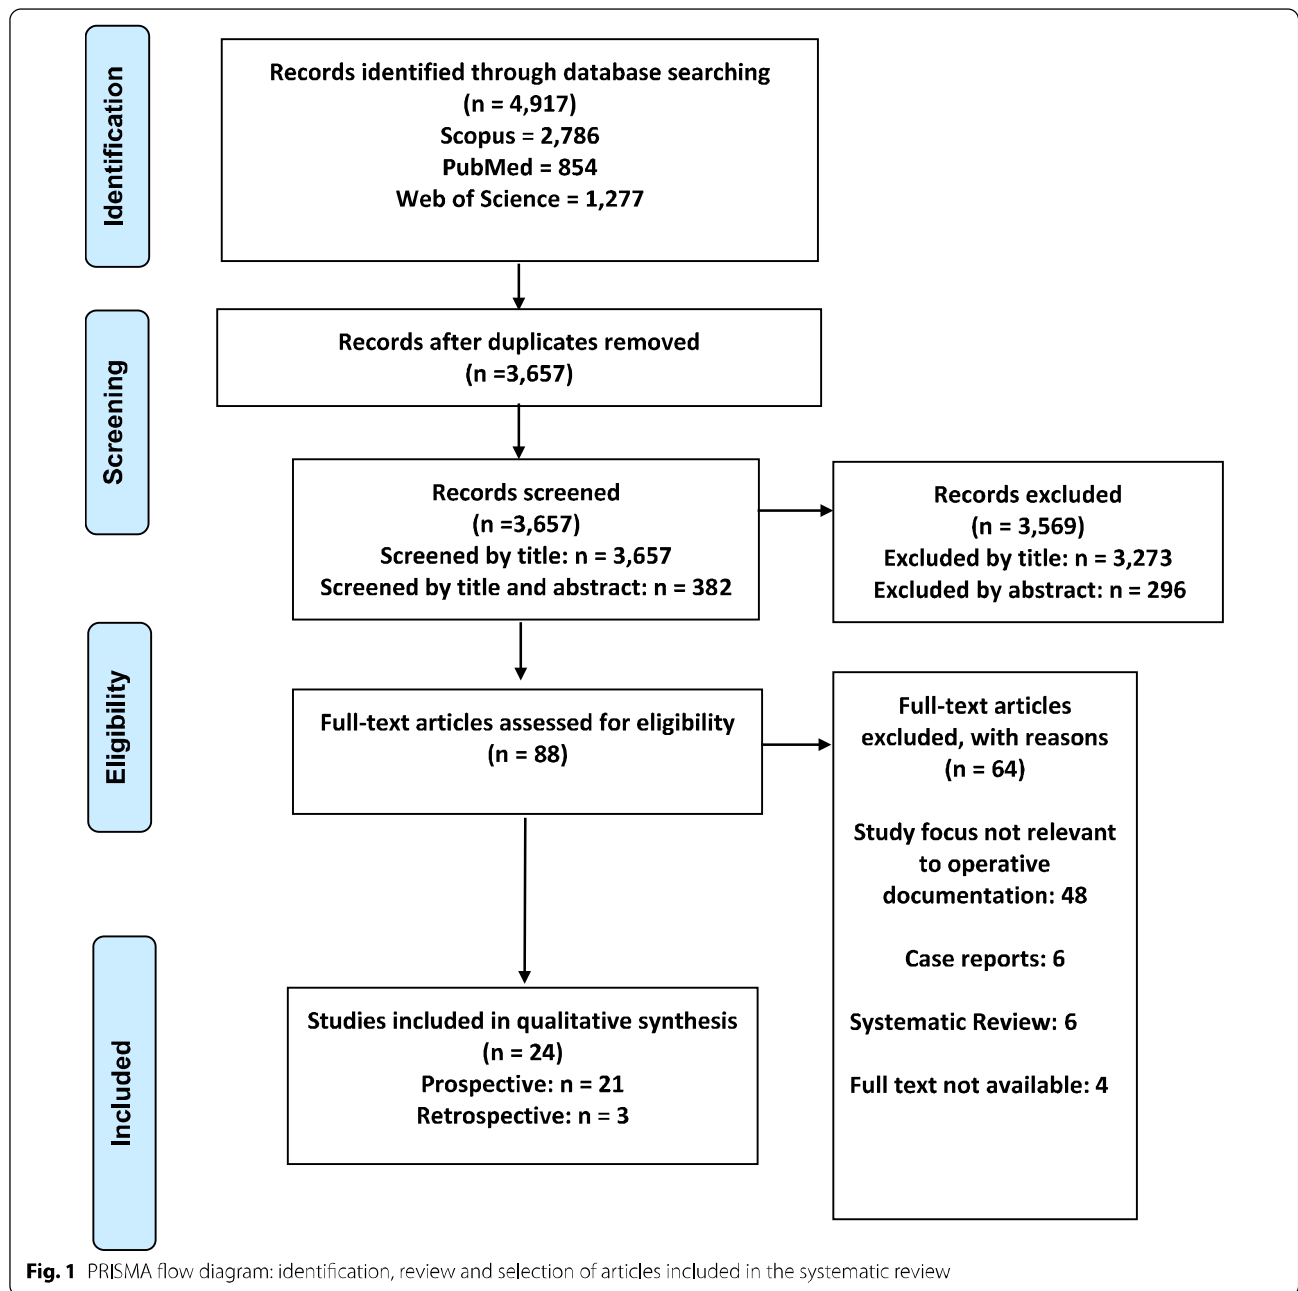 Identification
Records identified through database searching
(n = 4,917)
Scopus = 2,786
PubMed = 854
Web of Science = 1,277
Screening
Records after duplicates removed
(n =3,657)
Records screened
(n =3,657)
Screened by title: n = 3,657
Screened by title and abstract: n = 382
Records excluded
(n = 3,569)
Excluded by title: n = 3,273
Excluded by abstract: n = 296
Eligibility
Full-text articles assessed for eligibility
(n = 88)
Full-text articles
excluded, with reasons
(n = 64)
Study focus not relevant
to operative
documentation: 48
Case reports: 6
Systematic Review: 6
Full text not available: 4
Included
Studies included in qualitative synthesis
(n = 24)
Prospective: n = 21
Retrospective: n = 3
Fig. 1 PRISMA flow diagram: identification, review and selection of articles included in the systematic review